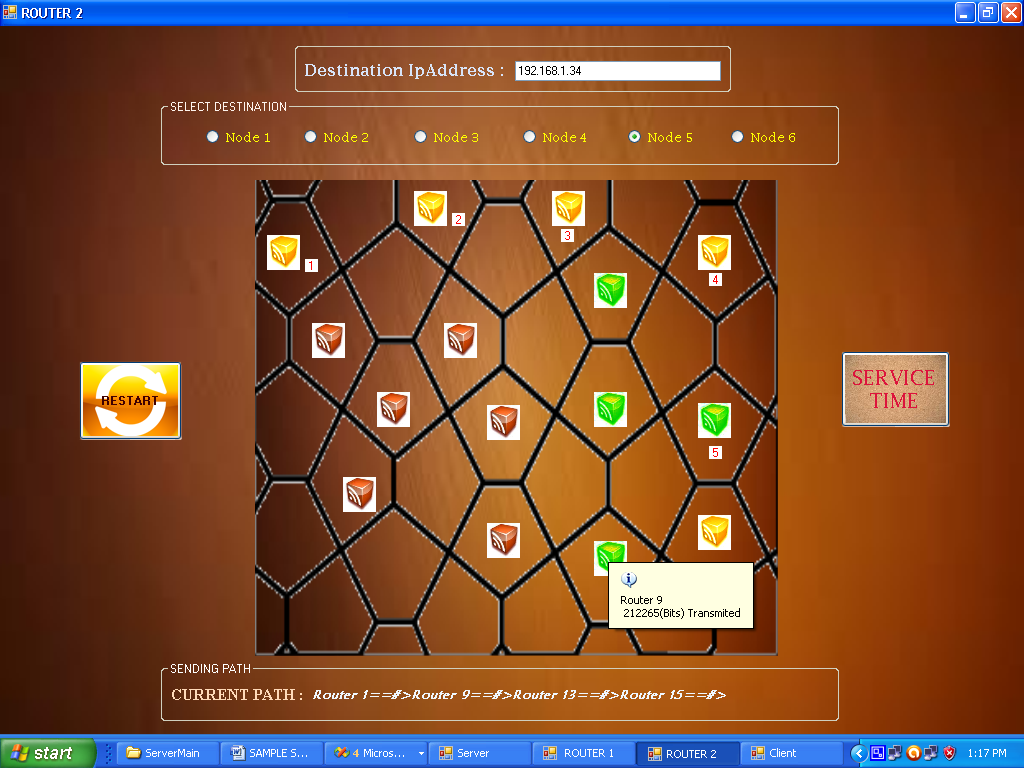 ROUTER 2
Destination IpAddress : 192.168.1.34
SELECT DESTINATION
Node 1 Node 2 Node 3 Node 4 Node 5 Node 6
2
3
1
4
RESTART
SERVICE
TIME
5
Router 9
212265(Bits) Transmited
SENDING PATH
CURRENT PATH : Router 1==#>Router 9==#>Router 13==#>Router 15==#>
start ServerMain SAMPLE S... 4 Micros... Server ROUTER 1 ROUTER 2 Client 1:17 PM